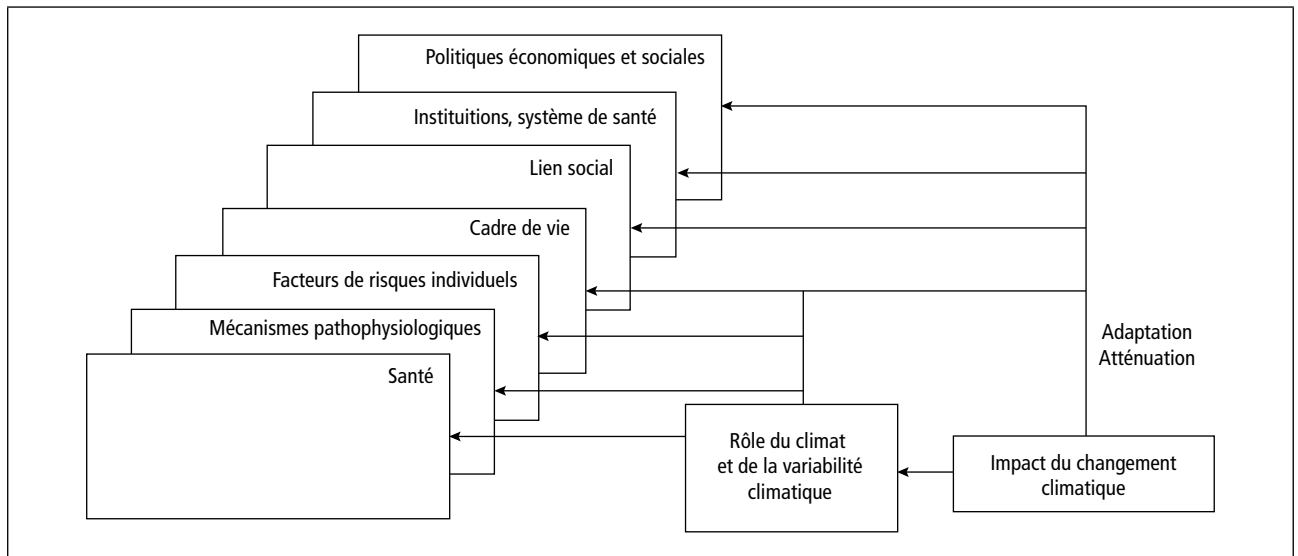 Politiques économiques et sociales
Instituitions, système de santé
Lien social
Cadre de vie
Facteurs de risques individuels
Mécanismes pathophysiologiques
Santé
Adaptation
Atténuation
Rôle du climat
et de la variabilité
climatique
Impact du changement
climatique